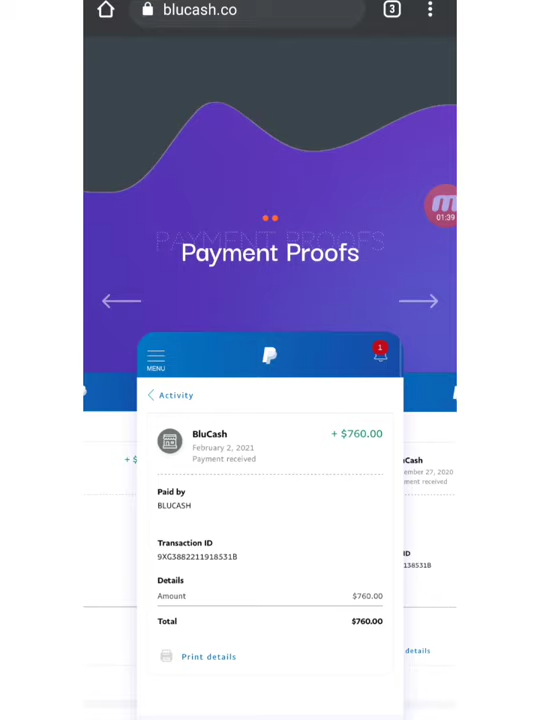 blucash.co
3
01:39
PAYMENT PROOFS
Payment Proofs
1
MENU
Activity
BluCash
+ $760.00
February 2, 2021
Payment received
Paid by
BLUCASH
Transaction ID
9XG3882211918531B
Details
Amount $760.00
Total $760.00
Print details
+ $
uCash
ember 27, 2020
ment received
ID
138531B
details